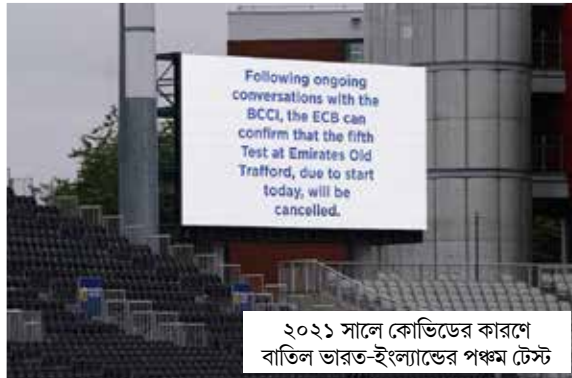 Following ongoing
conversations with the
BCCI, the ECB can
confirm that the fifth
Test at Emirates Old
Trafford, due to start
today, will be
cancelled.
২০২১ সালে কোভিডের কারণে
বাতিল ভারত-ইংল্যান্ডের পঞ্চম টেস্ট